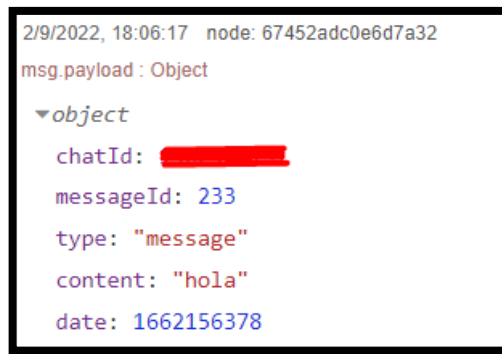 2/9/2022, 18:06:17 node: 67452adc0e6d7a32
msg.payload : Object
▾object
chatId:
messageId: 233
type: "message"
content: "hola"
date: 1662156378